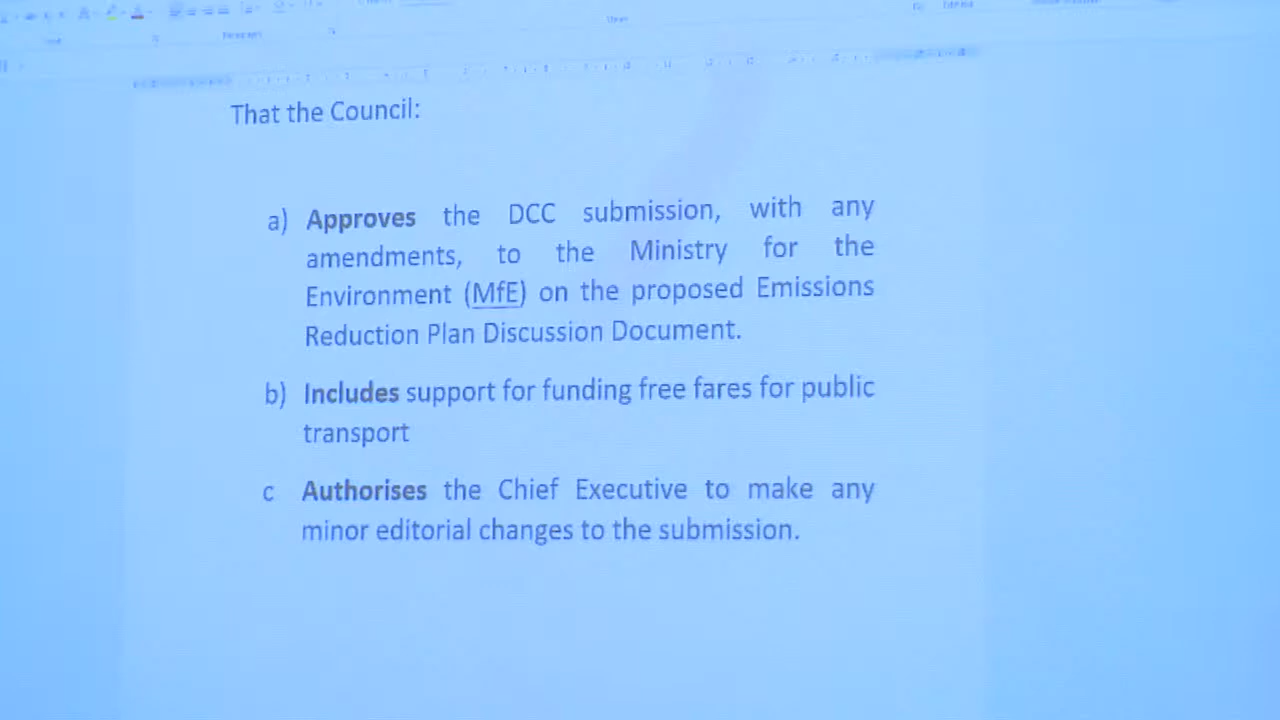 That the Council:
a) Approves the DCC submission, with any
amendments, to the Ministry for the
Environment (MfE) on the proposed Emissions
Reduction Plan Discussion Document.
b) Includes support for funding free fares for public
transport
c Authorises the Chief Executive to make any
minor editorial changes to the submission.